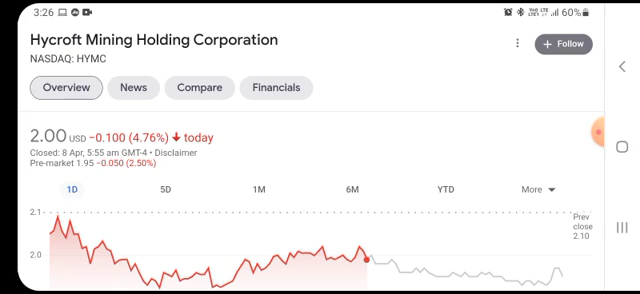 3:26 60%
Hycroft Mining Holding Corporation
NASDAQ: HYMC
+ Follow
Overview News Compare Financials
2.00 USD −0.100 (4.76%) ↓ today
Closed: 8 Apr, 5:55 am GMT-4 • Disclaimer
Pre-market 1.95 −0.050 (2.50%)
1D 5D 1M 6M YTD More
2.1
Prev
close
2.10
2.0